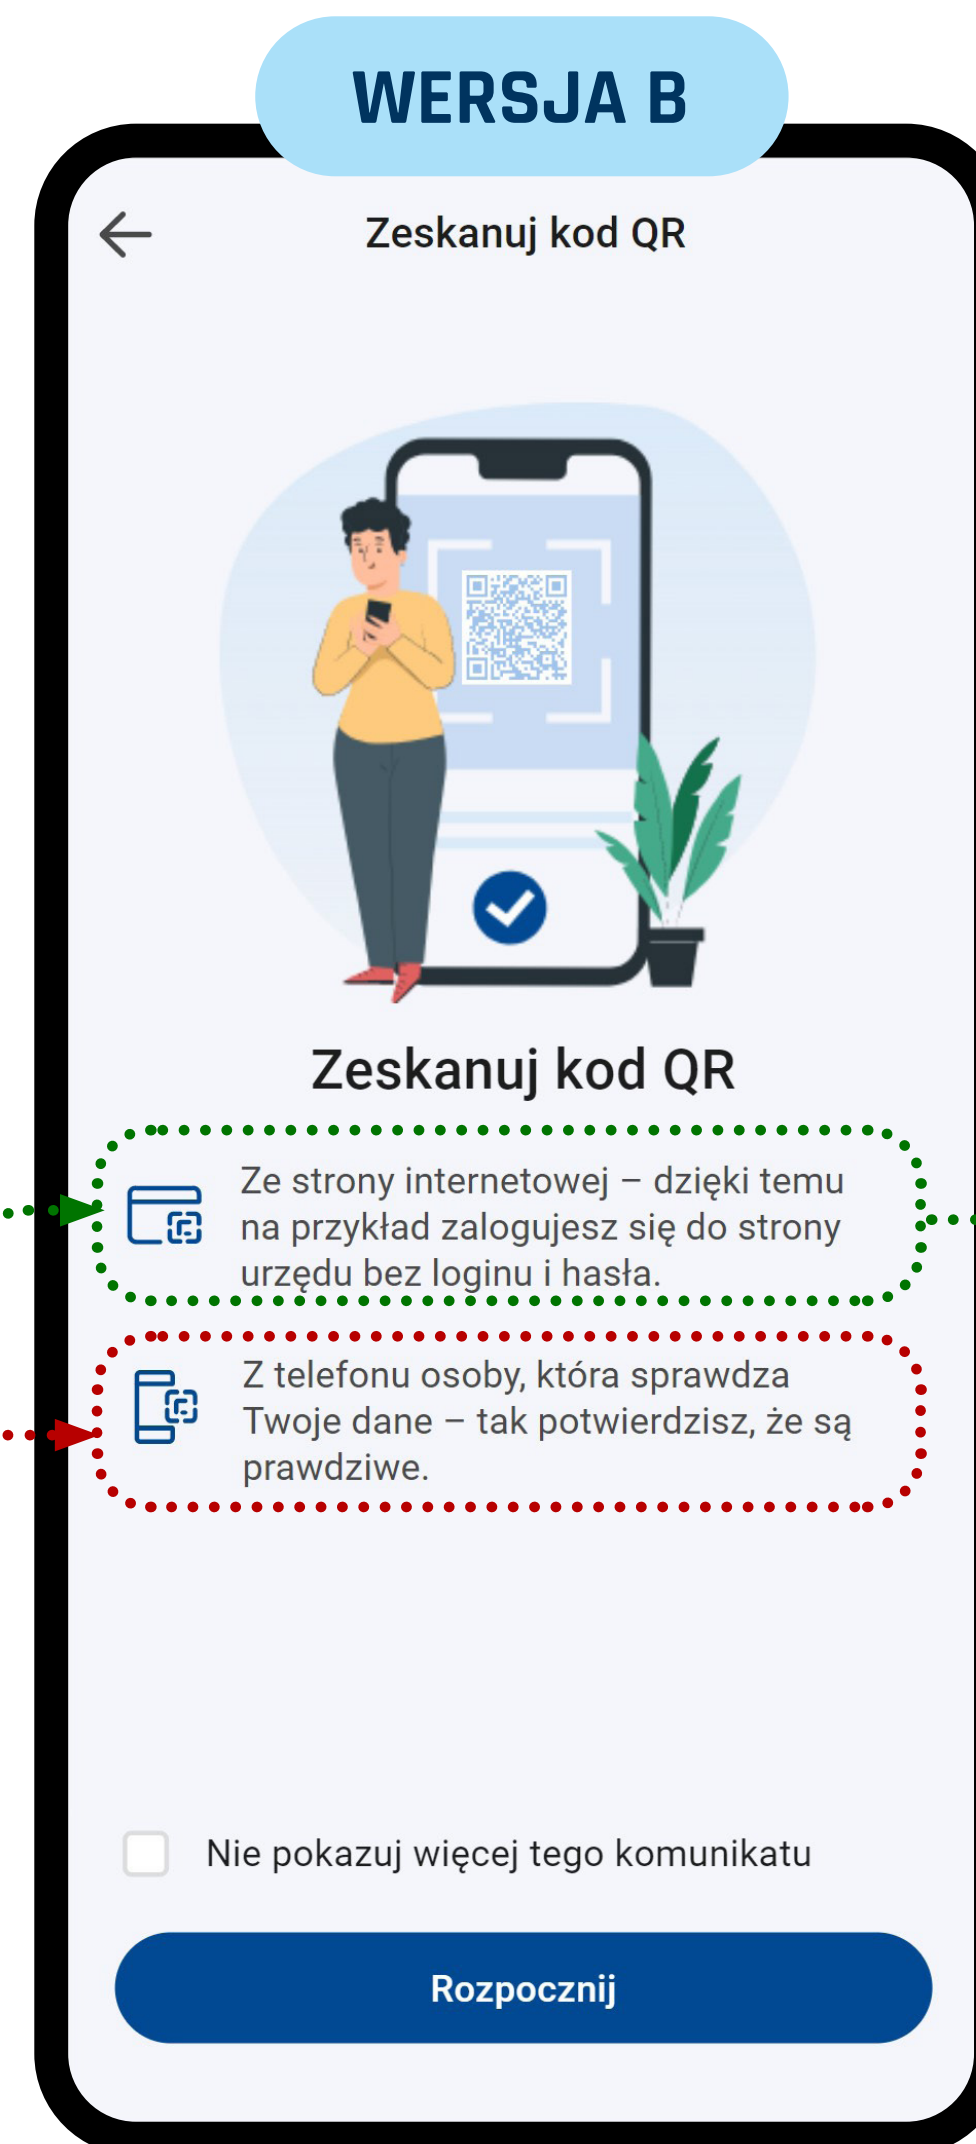 WERSJA B
Zeskanuj kod QR
Zeskanuj kod QR
Ze strony internetowej – dzięki temu
na przykład zalogujesz się do strony
urzędu bez loginu i hasła.
Z telefonu osoby, która sprawdza
Twoje dane – tak potwierdzisz, że są
prawdziwe.
Nie pokazuj więcej tego komunikatu
Rozpocznij